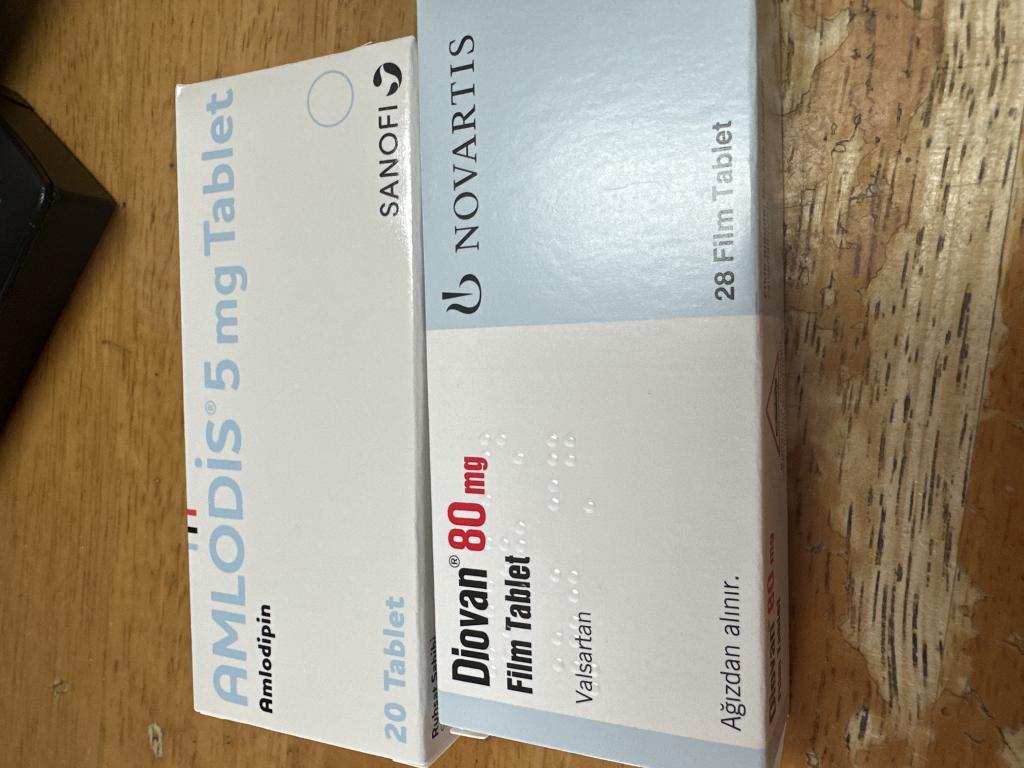 AMLODİS® 5 mg Tablet
Amlodipin
20 Tablet
SANOFI
Diovan® 80 mg
Film Tablet
Valsartan
Ağızdan alınır.
NOVARTIS
28 Film Tablet